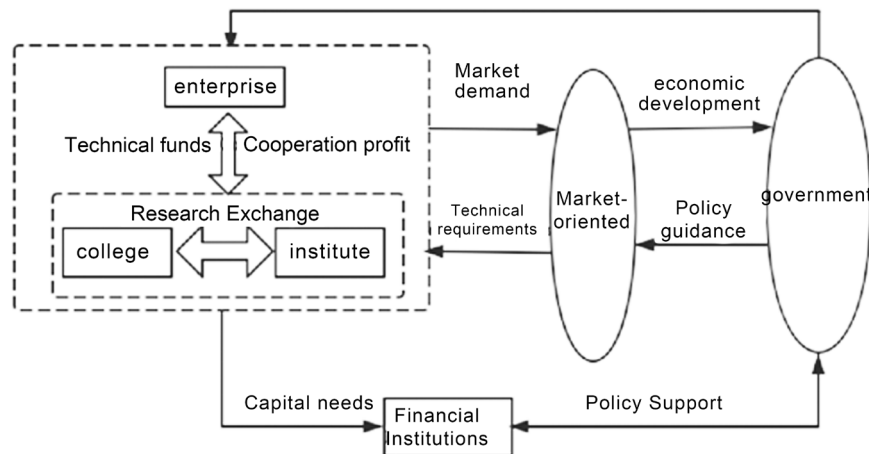 enterprise
Technical funds
Cooperation profit
Research Exchange
college
institute
Market
demand
Technical
requirements
Market-
oriented
economic
development
Policy
guidance
government
Capital needs
Financial
Institutions
Policy Support